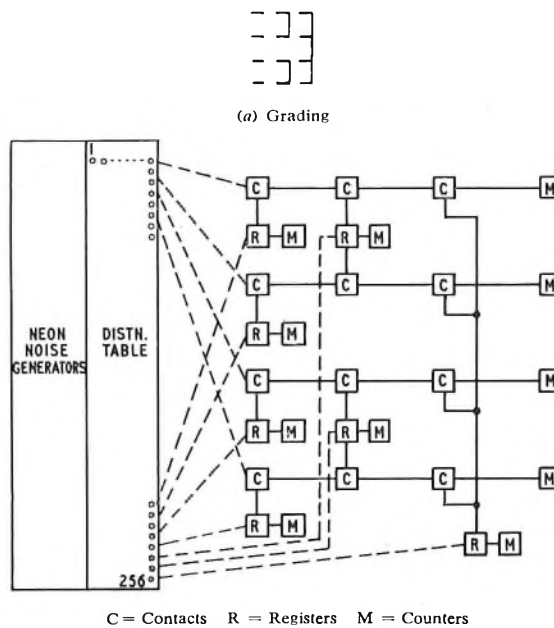 (a) Grading
1
C C C M
R M R M
NEON NOISE GENERATORS
DISTN. TABLE
C C C M
R M
C C C M
R M R M
C C C M
R M
R M
256
C = Contacts R = Registers M = Counters